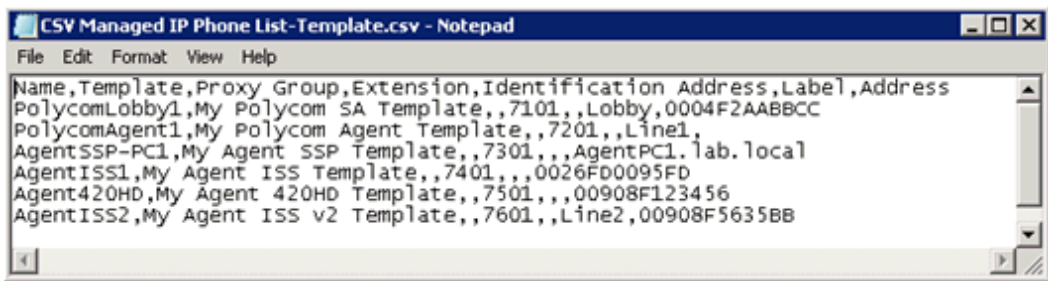 CSV Managed IP Phone List-Template.csv - Notepad
File Edit Format View Help
Name,Template,Proxy Group,Extension,Identification Address,Label,Address
PolycomLobby1,My Polycom SA Template,,7101,,Lobby,0004F2AABBCC
PolycomAgent1,My Polycom Agent Template,,7201,,Line1,
AgentSSP-PC1,My Agent SSP Template,,7301,,,AgentPC1.lab.local
AgentISS1,My Agent ISS Template,,7401,,,0026FD0095FD
Agent420HD,My Agent 420HD Template,,7501,,,00908F123456
AgentISS2,My Agent ISS v2 Template,,7601,,Line2,00908F5635BB